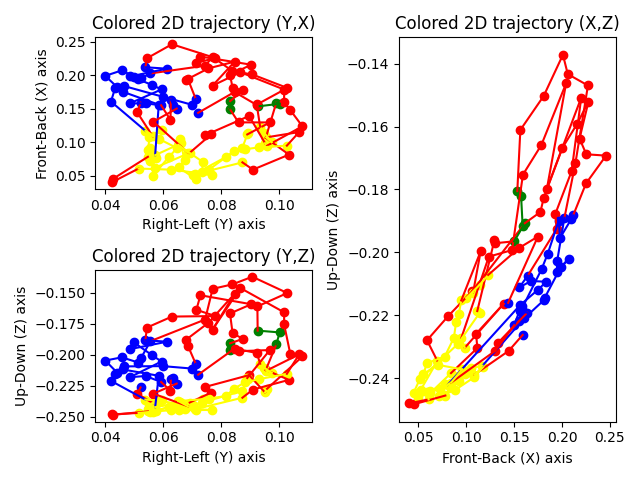 Colored 2D trajectory (Y,X)
Front-Back (X) axis
0.25
0.20
0.15
0.10
0.05
0.04 0.06 0.08 0.10
Right-Left (Y) axis
Colored 2D trajectory (Y,Z)
Up-Down (Z) axis
−0.150
−0.175
−0.200
−0.225
−0.250
0.04 0.06 0.08 0.10
Right-Left (Y) axis
Colored 2D trajectory (X,Z)
Up-Down (Z) axis
−0.14
−0.16
−0.18
−0.20
−0.22
−0.24
0.05 0.10 0.15 0.20 0.25
Front-Back (X) axis